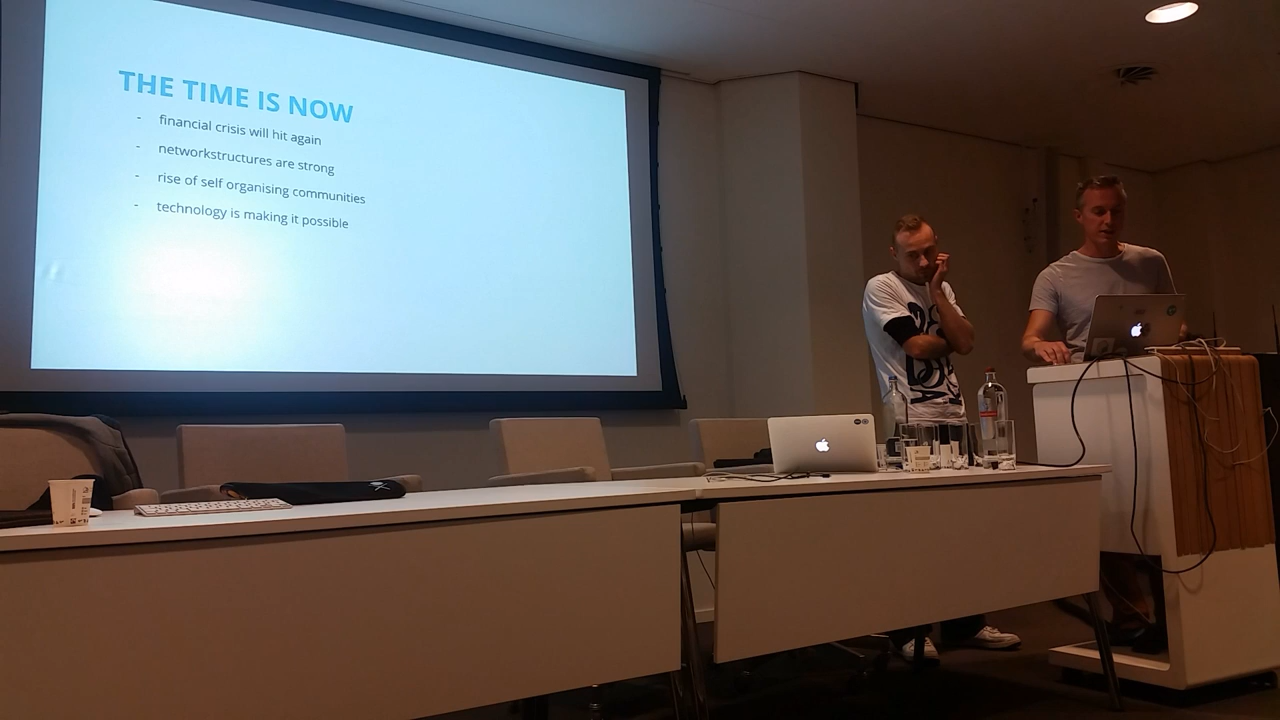 THE TIME IS NOW
- financial crisis will hit again
- networkstructures are strong
- rise of self organising communities
- technology is making it possible